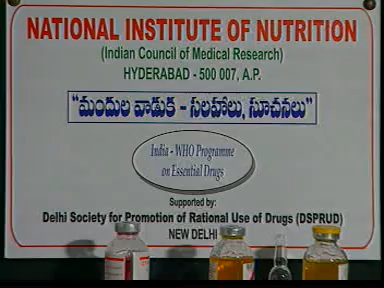 NATIONAL INSTITUTE OF NUTRITION
(Indian Council of Medical Research)
HYDERABAD - 500 007, A.P.
"మందుల వాడుక - సలహాలు, సూచనలు"
India - WHO Programme
on Essential Drugs
Supported by:
Delhi Society for Promotion of Rational Use of Drugs (DSPRUD)
NEW DELHI